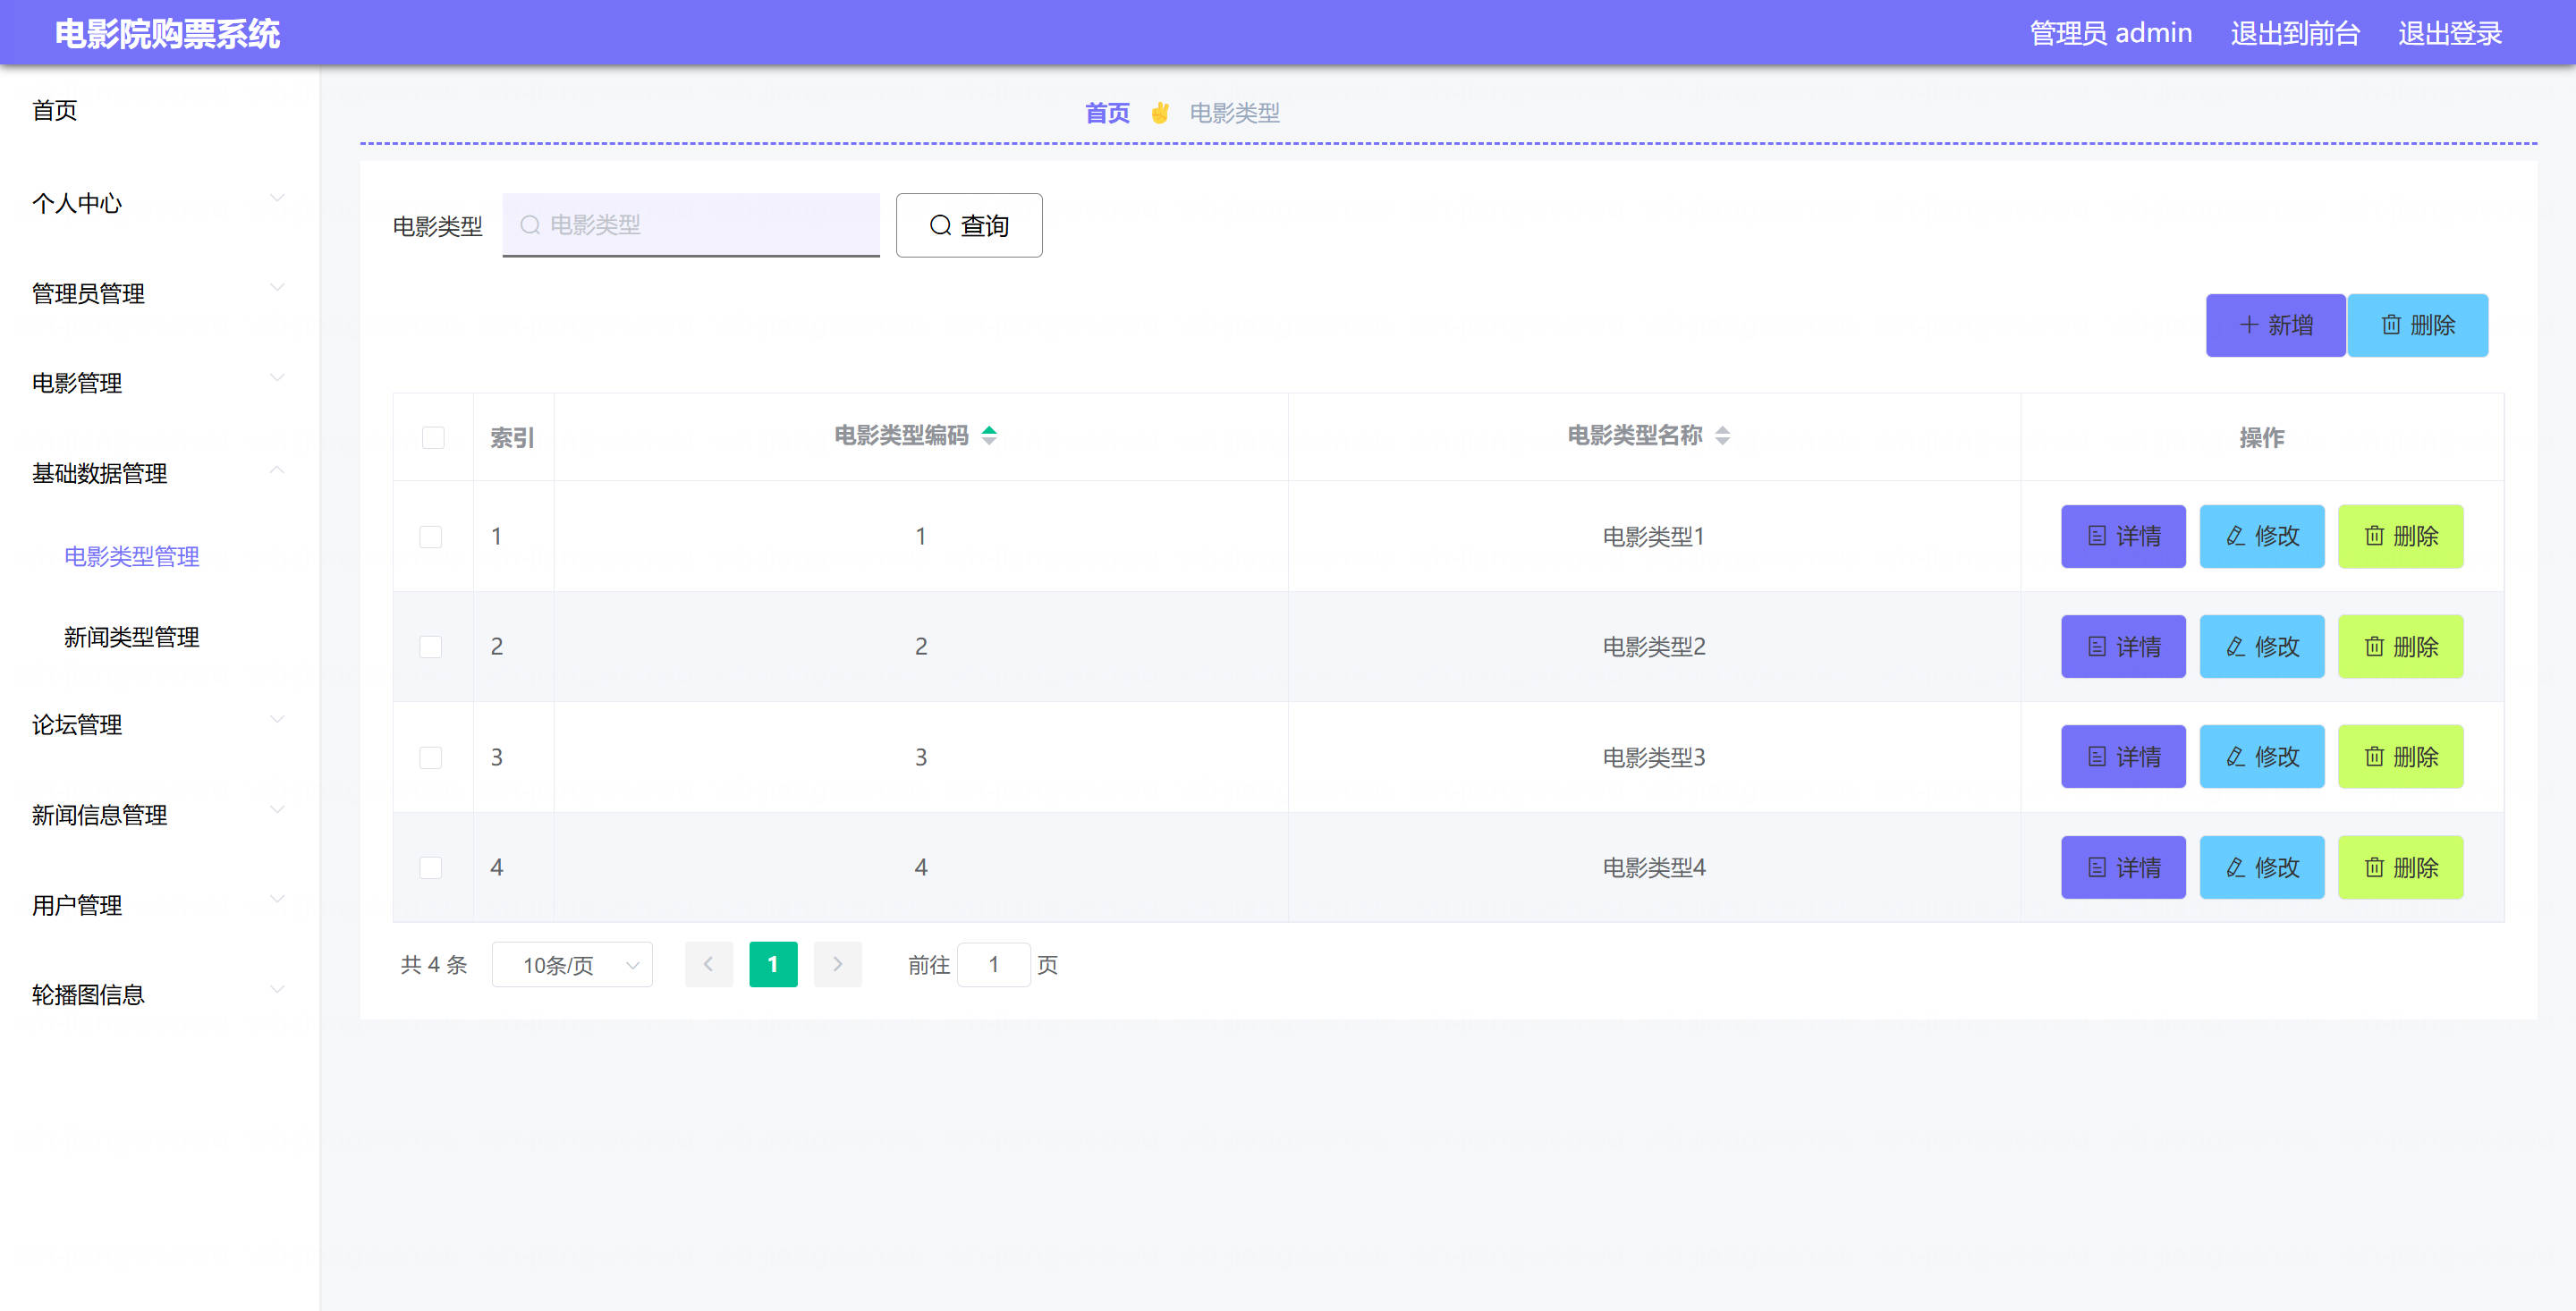 电影院购票系统
管理员 admin 退出到前台 退出登录
首页
个人中心
管理员管理
电影管理
基础数据管理
电影类型管理
新闻类型管理
论坛管理
新闻信息管理
用户管理
轮播图信息
首页 电影类型
电影类型 电影类型 查询
新增 删除
索引 电影类型编码 电影类型名称 操作
1 1 电影类型1 详情 修改 删除
2 2 电影类型2 详情 修改 删除
3 3 电影类型3 详情 修改 删除
4 4 电影类型4 详情 修改 删除
共 4 条 10条/页 1 前往 1 页